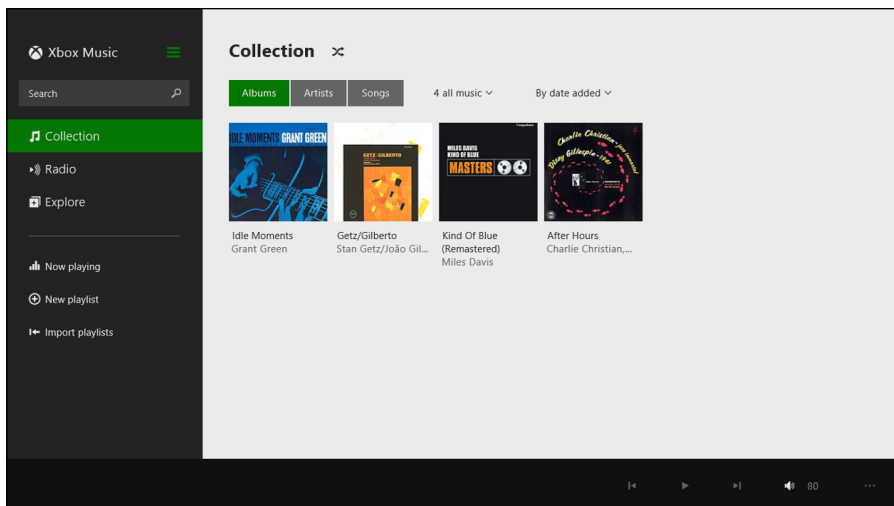 Xbox Music
Search
Collection
Radio
Explore
Now playing
New playlist
Import playlists
Collection
Albums
Artists
Songs
4 all music
By date added
IDLE MOMENTS GRANT GREEN
Idle Moments
Grant Green
GETZ/GILBERTO
Getz/Gilberto
Stan Getz/João Gil...
MILES DAVIS
KIND OF BLUE
MASTERS
Kind Of Blue
(Remastered)
Miles Davis
Charlie Christian
Dizzy Gillespie-1941
After Hours
Charlie Christian,...
80
...